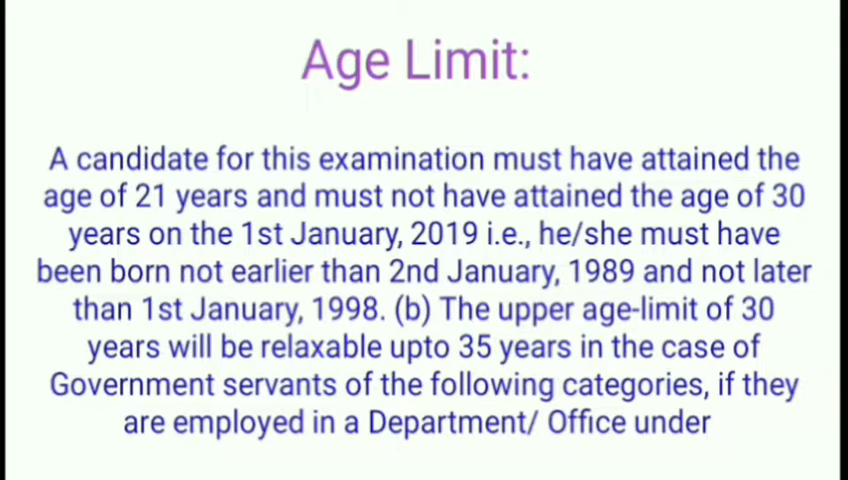 Age Limit:
A candidate for this examination must have attained the
age of 21 years and must not have attained the age of 30
years on the 1st January, 2019 i.e., he/she must have
been born not earlier than 2nd January, 1989 and not later
than 1st January, 1998. (b) The upper age-limit of 30
years will be relaxable upto 35 years in the case of
Government servants of the following categories, if they
are employed in a Department/ Office under